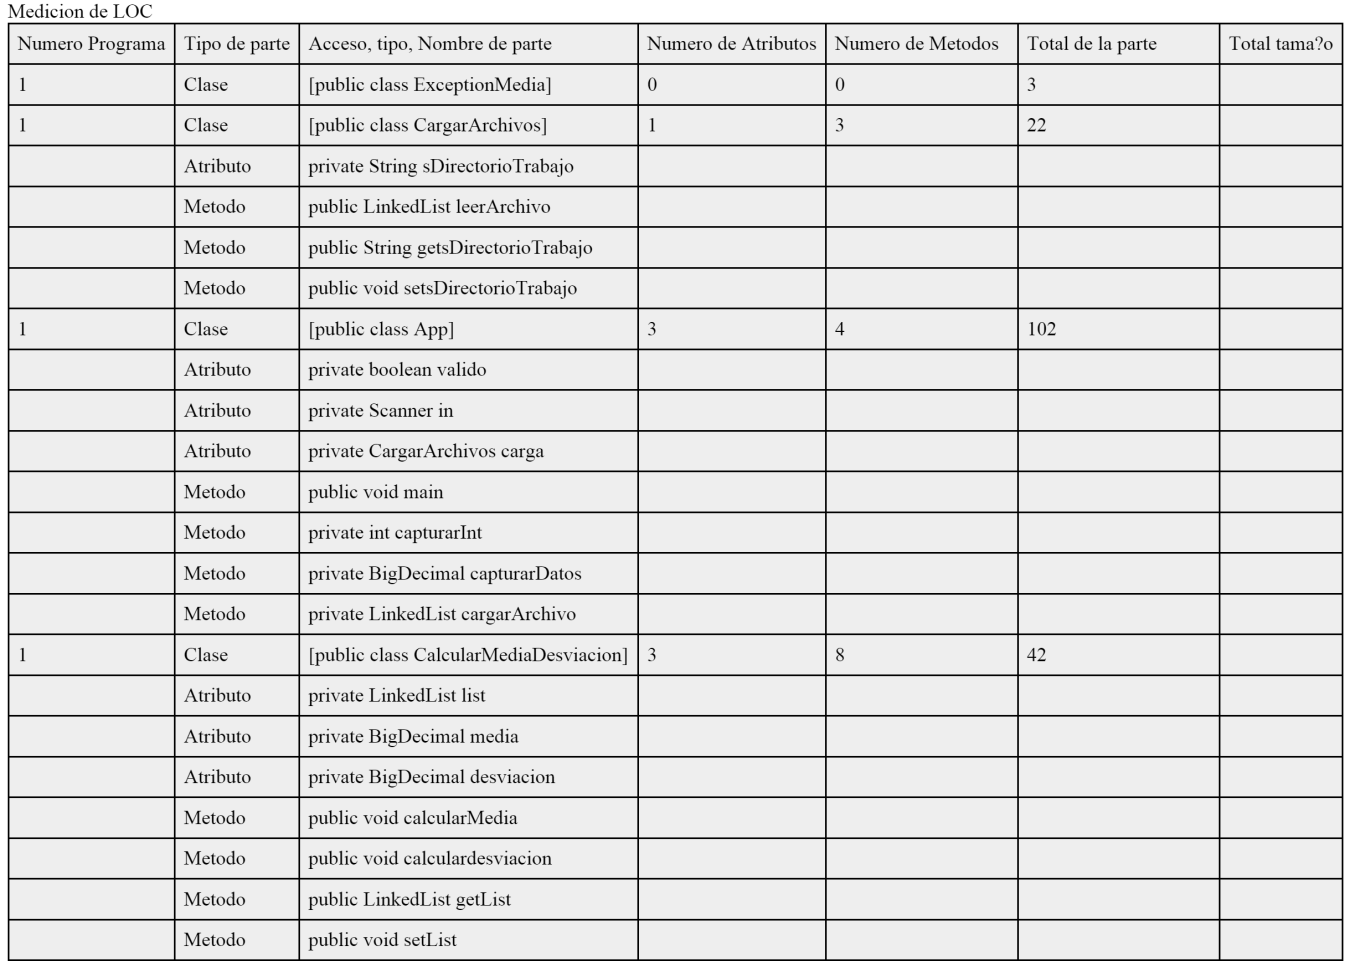 Medicion de LOC
Numero Programa Tipo de parte Acceso, tipo, Nombre de parte Numero de Atributos Numero de Metodos Total de la parte Total tama?o
1 Clase [public class ExceptionMedia] 0 0 3
1 Clase [public class CargarArchivos] 1 3 22
Atributo private String sDirectorioTrabajo
Metodo public LinkedList leerArchivo
Metodo public String getsDirectorioTrabajo
Metodo public void setsDirectorioTrabajo
1 Clase [public class App] 3 4 102
Atributo private boolean valido
Atributo private Scanner in
Atributo private CargarArchivos carga
Metodo public void main
Metodo private int capturarInt
Metodo private BigDecimal capturarDatos
Metodo private LinkedList cargarArchivo
1 Clase [public class CalcularMediaDesviacion] 3 8 42
Atributo private LinkedList list
Atributo private BigDecimal media
Atributo private BigDecimal desviacion
Metodo public void calcularMedia
Metodo public void calculardesviacion
Metodo public LinkedList getList
Metodo public void setList